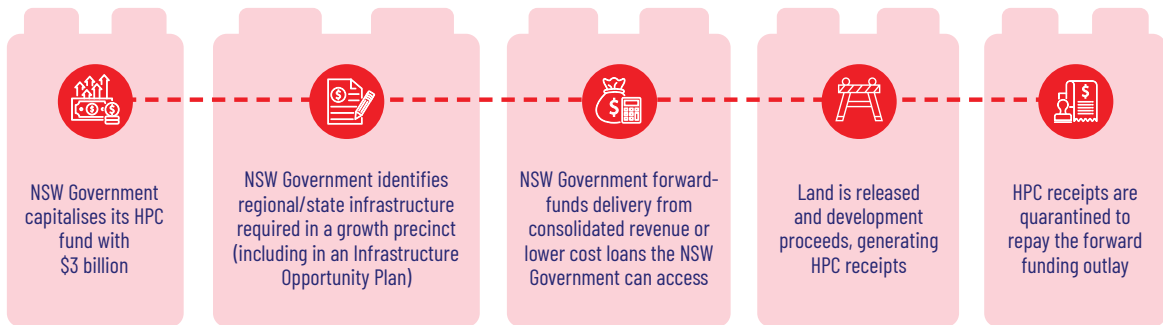 NSW Government
capitalises its HPC
fund with
$3 billion
NSW Government identifies
regional/state infrastructure
required in a growth precinct
(including in an Infrastructure
Opportunity Plan)
NSW Government forward-
funds delivery from
consolidated revenue or
lower cost loans the NSW
Government can access
Land is released
and development
proceeds, generating
HPC receipts
HPC receipts are
quarantined to
repay the forward
funding outlay